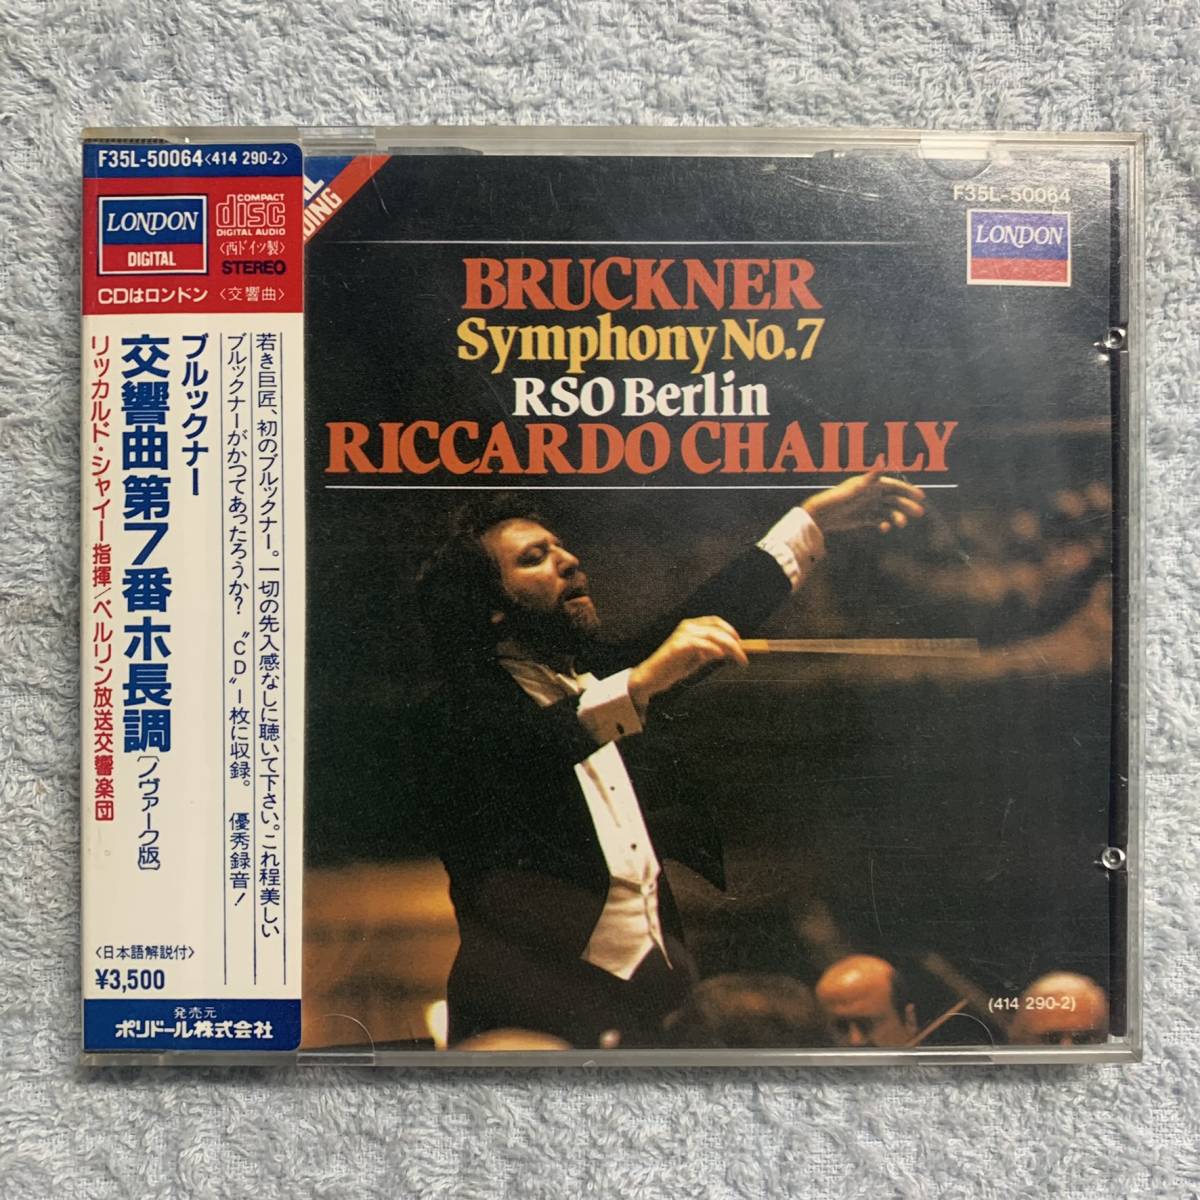 F35L-50064〈414 290-2〉
LONDON
DIGITAL
COMPACT
disc
DIGITAL AUDIO
〈西ドイツ製〉
STEREO
CDはロンドン 〈交響曲〉
若き巨匠、初のブルックナー。一切の先入感なしに聴いて下さい。これ程美しい
ブルックナーがかつてあったろうか？ “CD”一枚に収録。 優秀録音！
ブルックナー
交響曲第7番ホ長調〔ノヴァーク版〕
リッカルド・シャイー指揮/ベルリン放送交響楽団
〈日本語解説付〉
¥3,500
発売元
ポリドール株式会社
F35L-50064
LONDON
BRUCKNER
Symphony No.7
RSO Berlin
RICCARDO CHAILLY
(414 290-2)